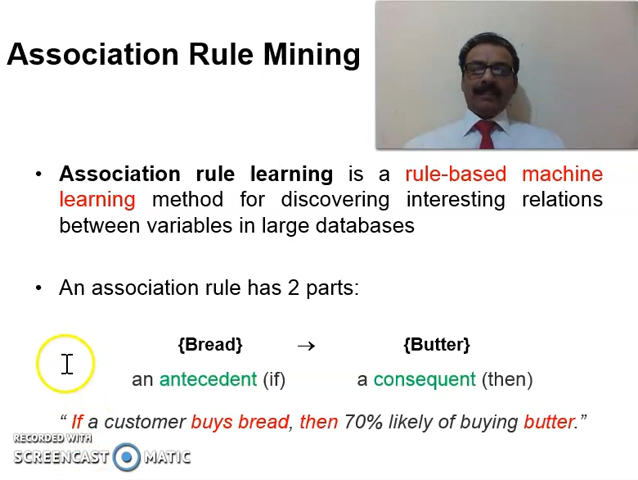 Association Rule Mining
• Association rule learning is a rule-based machine
learning method for discovering interesting relations
between variables in large databases
• An association rule has 2 parts:
{Bread} → {Butter}
an antecedent (if) a consequent (then)
“ If a customer buys bread, then 70% likely of buying butter.”
RECORDED WITH
SCREENCAST MATIC